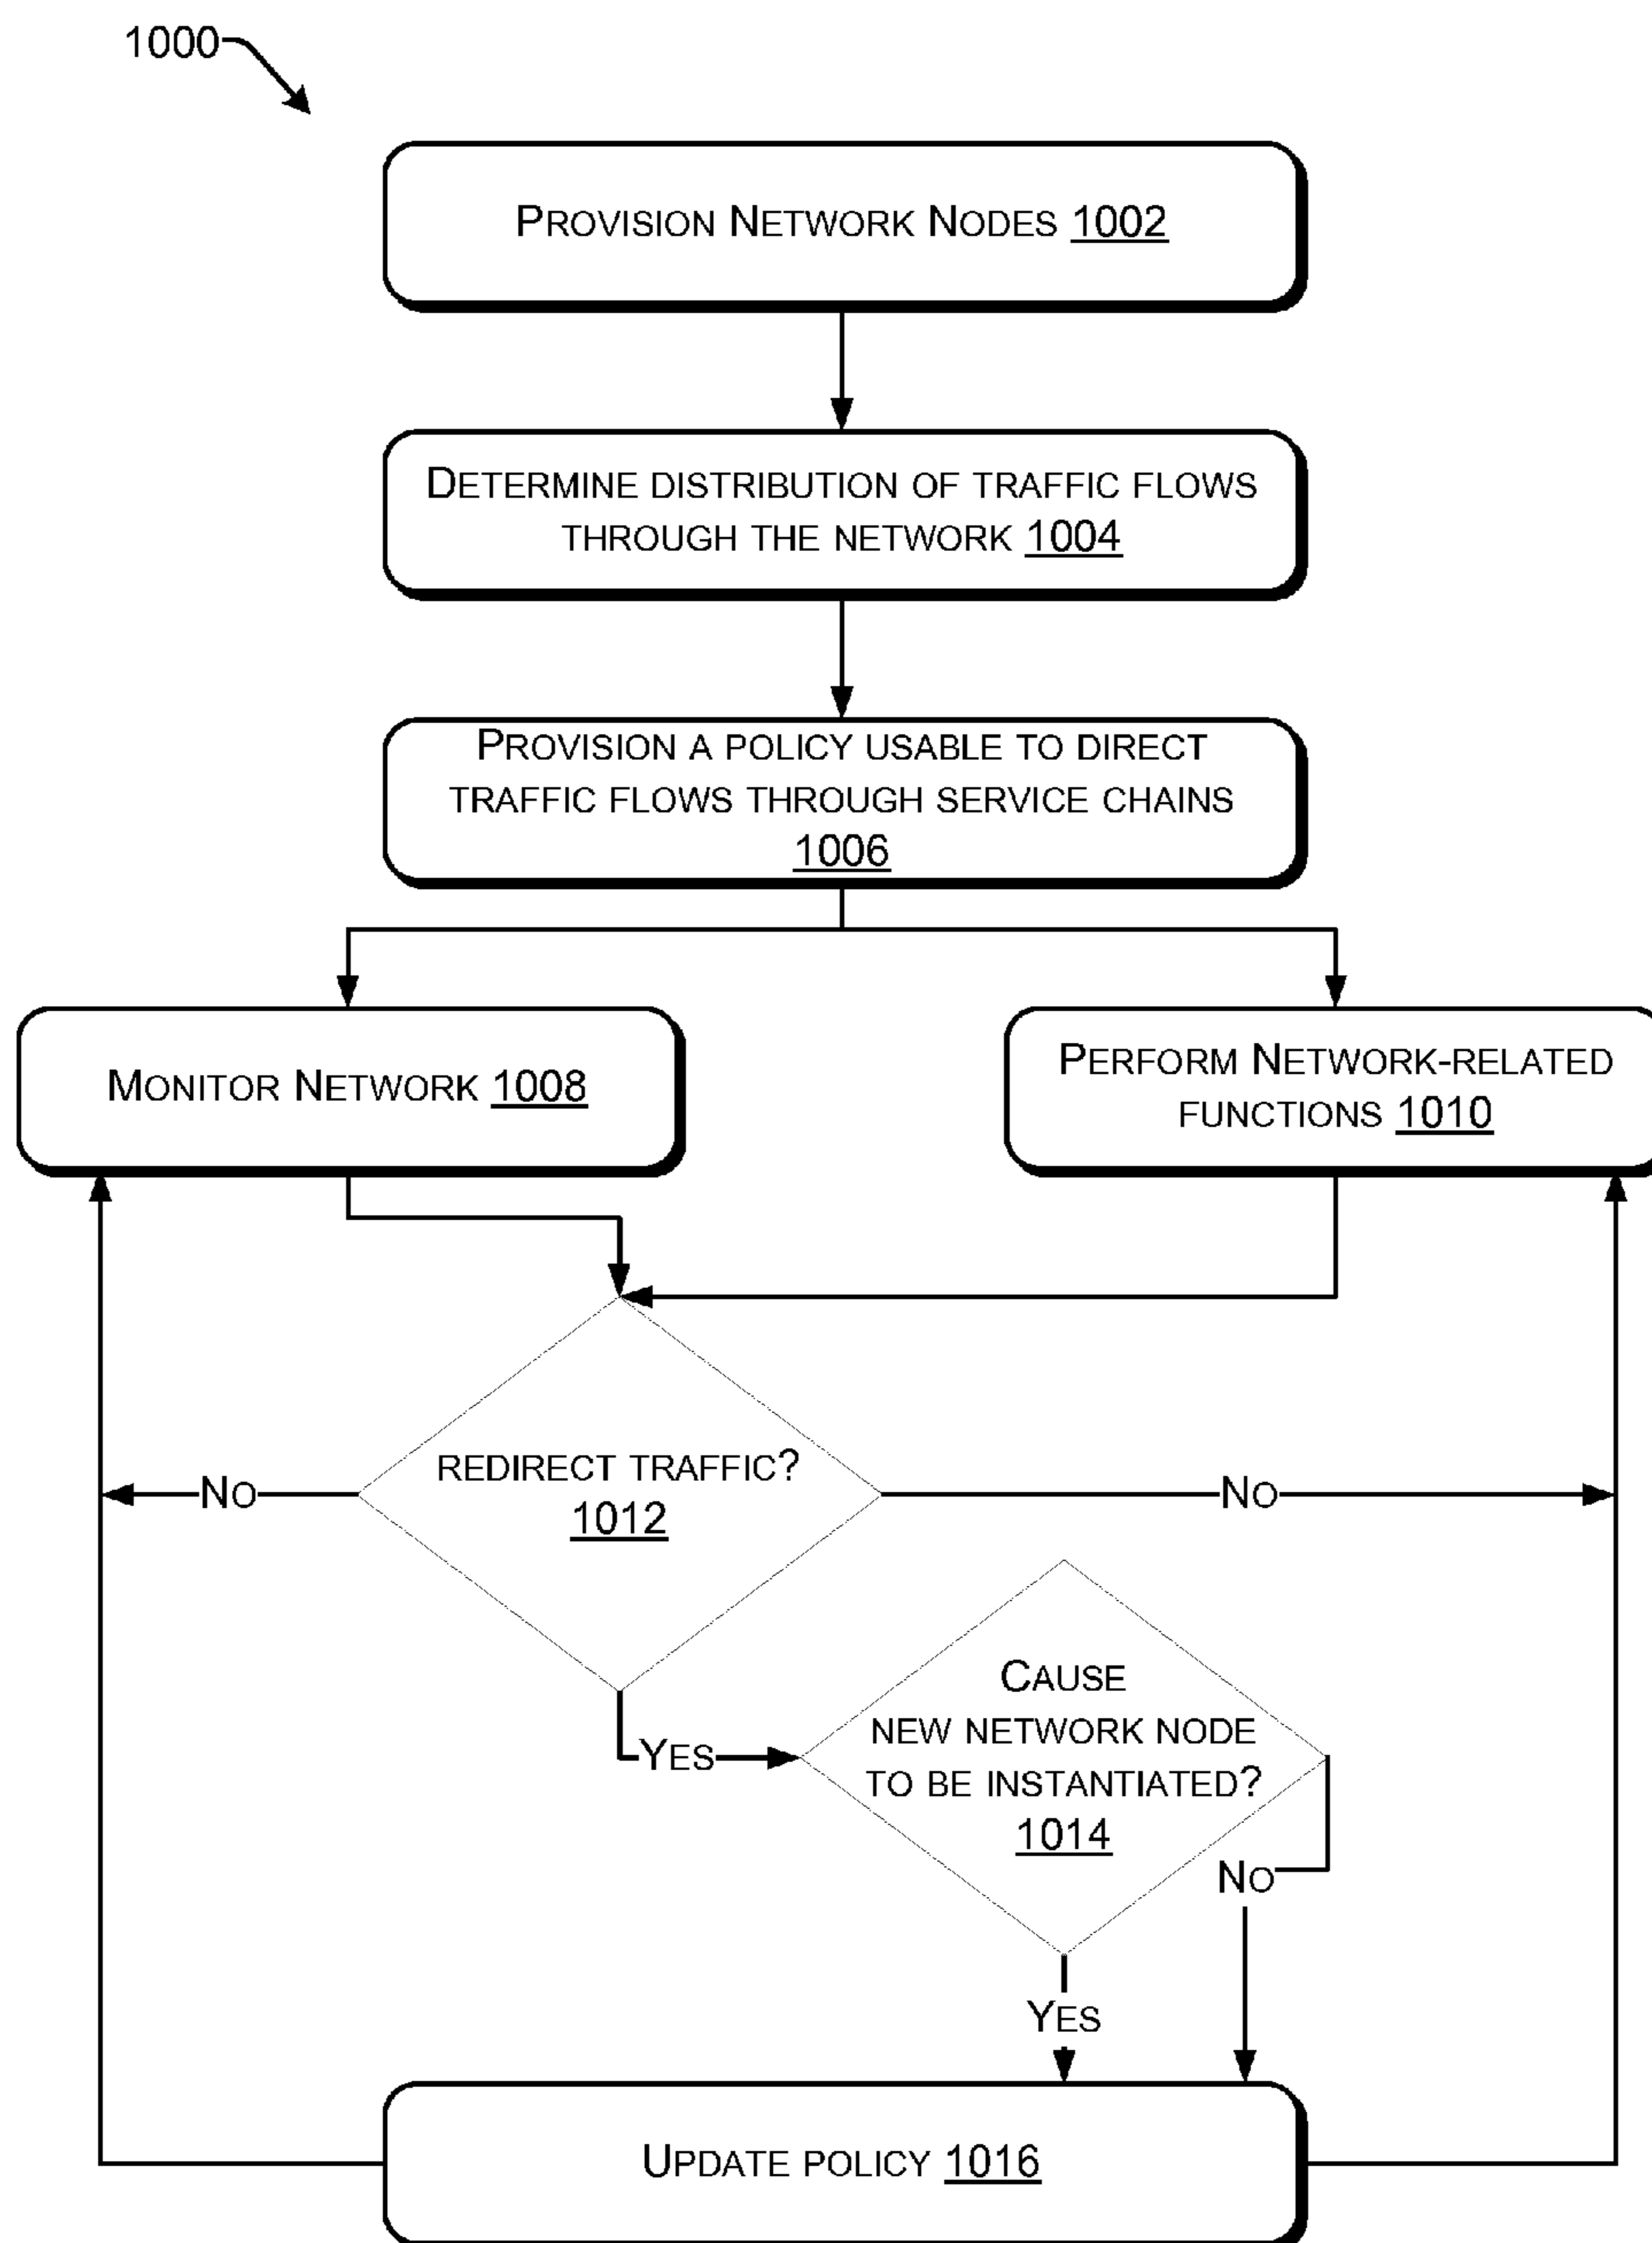 1000
PROVISION NETWORK NODES 1002
DETERMINE DISTRIBUTION OF TRAFFIC FLOWS
THROUGH THE NETWORK 1004
PROVISION A POLICY USABLE TO DIRECT
TRAFFIC FLOWS THROUGH SERVICE CHAINS
1006
MONITOR NETWORK 1008
PERFORM NETWORK-RELATED
FUNCTIONS 1010
REDIRECT TRAFFIC?
1012
NO
NO
YES
CAUSE
NEW NETWORK NODE
TO BE INSTANTIATED?
1014
NO
YES
UPDATE POLICY 1016